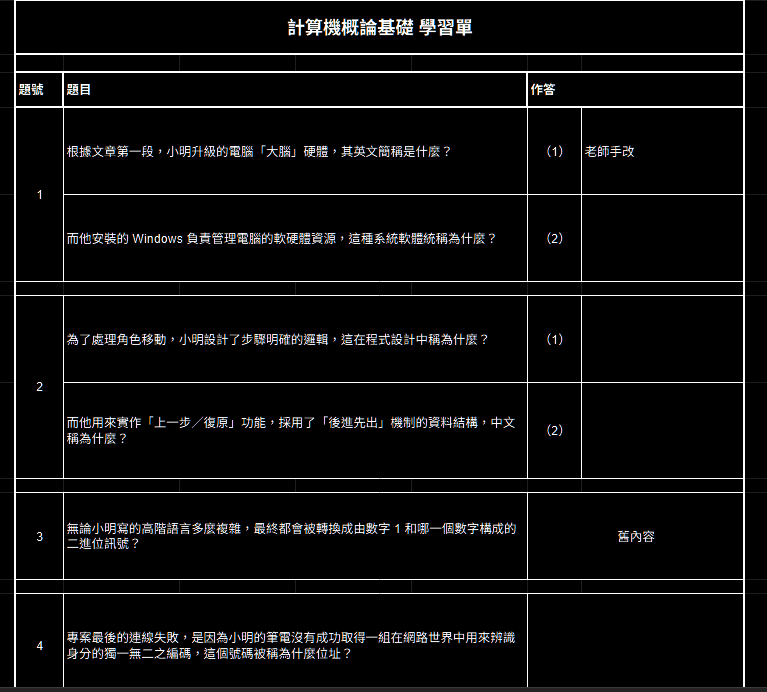 計算機概論基礎 學習單
題號 題目 作答
1
根據文章第一段，小明升級的電腦「大腦」硬體，其英文簡稱是什麼？ （1） 老師手改
而他安裝的 Windows 負責管理電腦的軟硬體資源，這種系統軟體統稱為什麼？ （2）
2
為了處理角色移動，小明設計了步驟明確的邏輯，這在程式設計中稱為什麼？ （1）
而他用來實作「上一步／復原」功能，採用了「後進先出」機制的資料結構，中文
稱為什麼？ （2）
3
無論小明寫的高階語言多麼複雜，最終都會被轉換成由數字 1 和哪一個數字構成的
二進位訊號？
舊內容
4
專案最後的連線失敗，是因為小明的筆電沒有成功取得一組在網路世界中用來辨識
身分的獨一無二之編碼，這個號碼被稱為什麼位址？